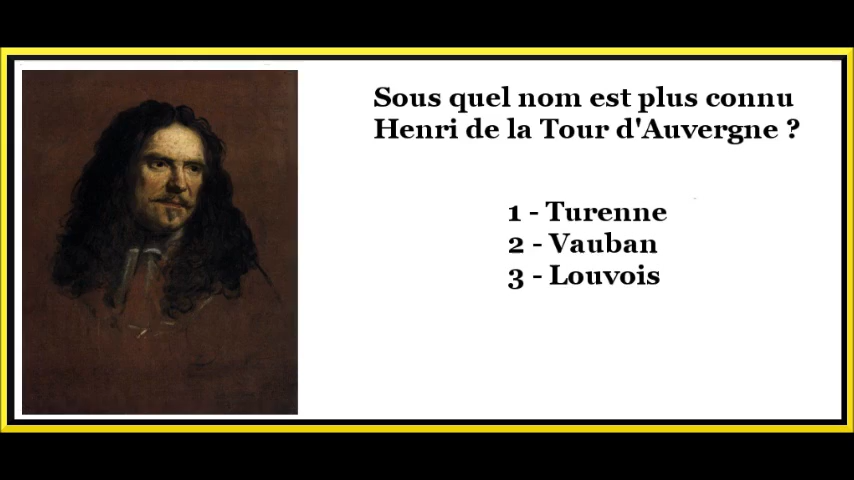 Sous quel nom est plus connu
Henri de la Tour d'Auvergne ?
1 - Turenne
2 - Vauban
3 - Louvois